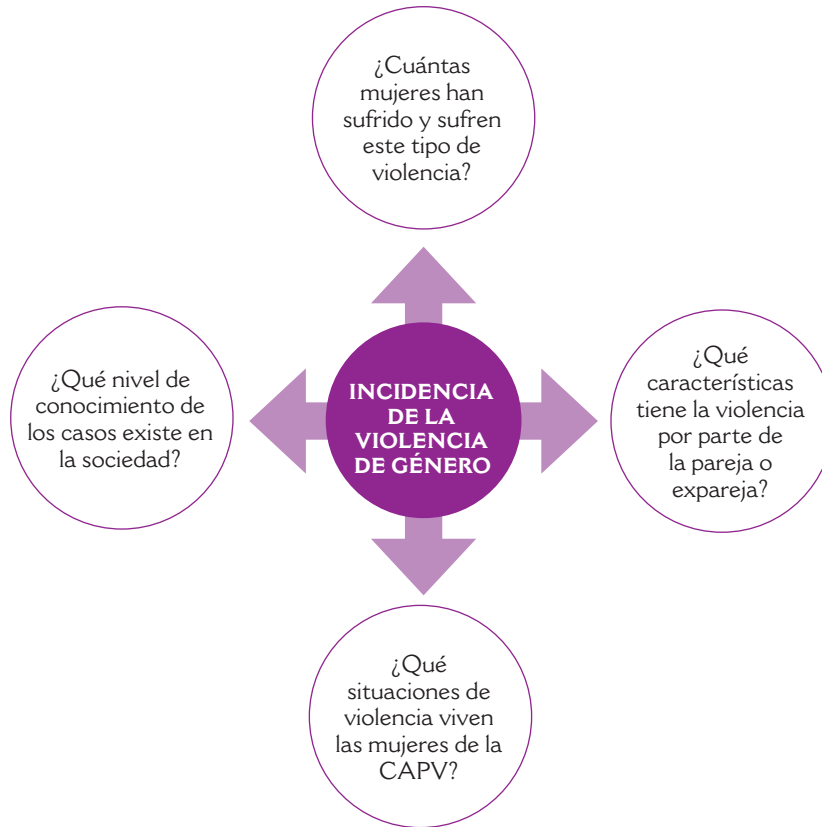 ¿Cuántas
mujeres han
sufrido y sufren
este tipo de
violencia?
¿Qué nivel de
conocimiento de
los casos existe en
la sociedad?
INCIDENCIA
DE LA
VIOLENCIA
DE GÉNERO
¿Qué
características
tiene la violencia
por parte de
la pareja o
expareja?
¿Qué
situaciones de
violencia viven
las mujeres de la
CAPV?